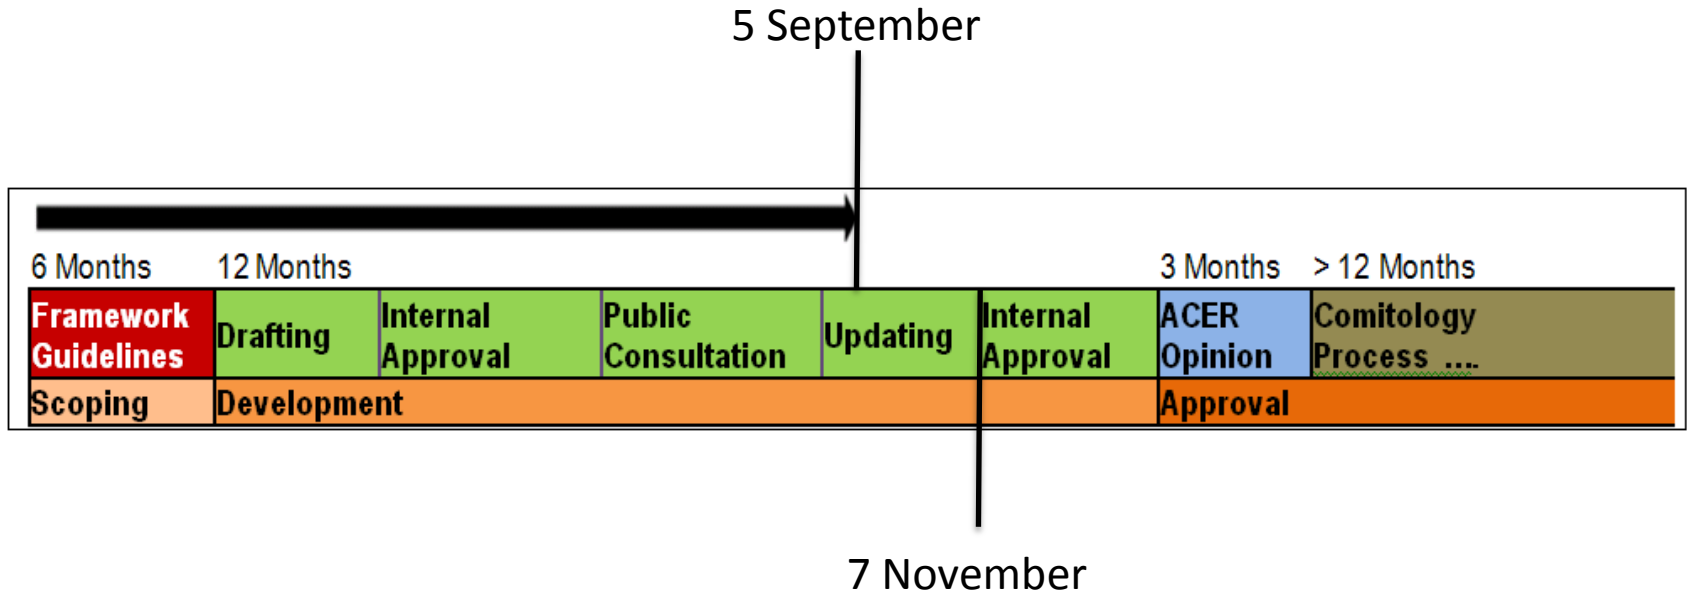 5 September
6 Months 12 Months 3 Months > 12 Months
Framework Guidelines
Drafting
Internal Approval
Public Consultation
Updating
Internal Approval
ACER Opinion
Comitology Process ....
Scoping Development Approval
7 November